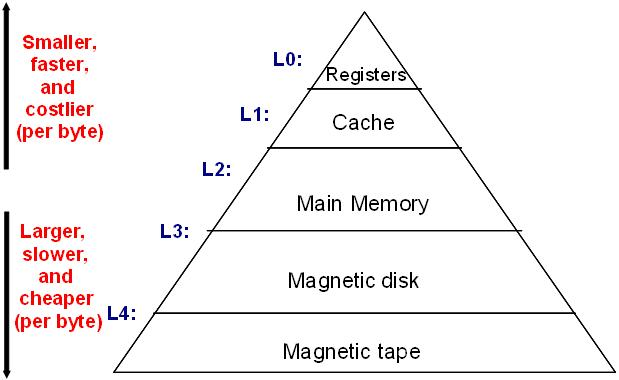 Smaller,
faster,
and
costlier
(per byte)
L0:
Registers
L1:
Cache
L2:
Main Memory
Larger,
slower,
and
cheaper
(per byte)
L3:
Magnetic disk
L4:
Magnetic tape